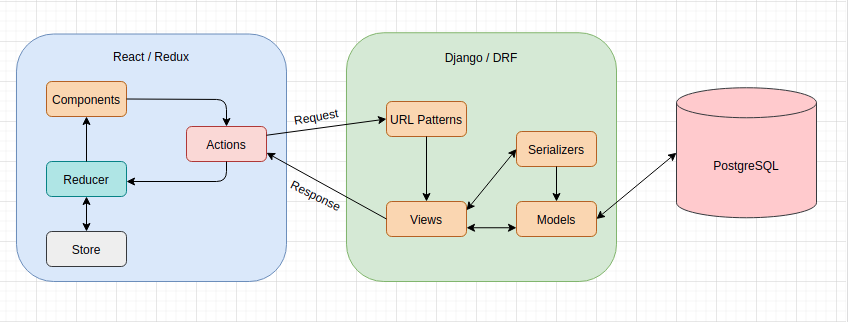 React / Redux
Components
Actions
Reducer
Store
Request
Response
Django / DRF
URL Patterns
Serializers
Views
Models
PostgreSQL